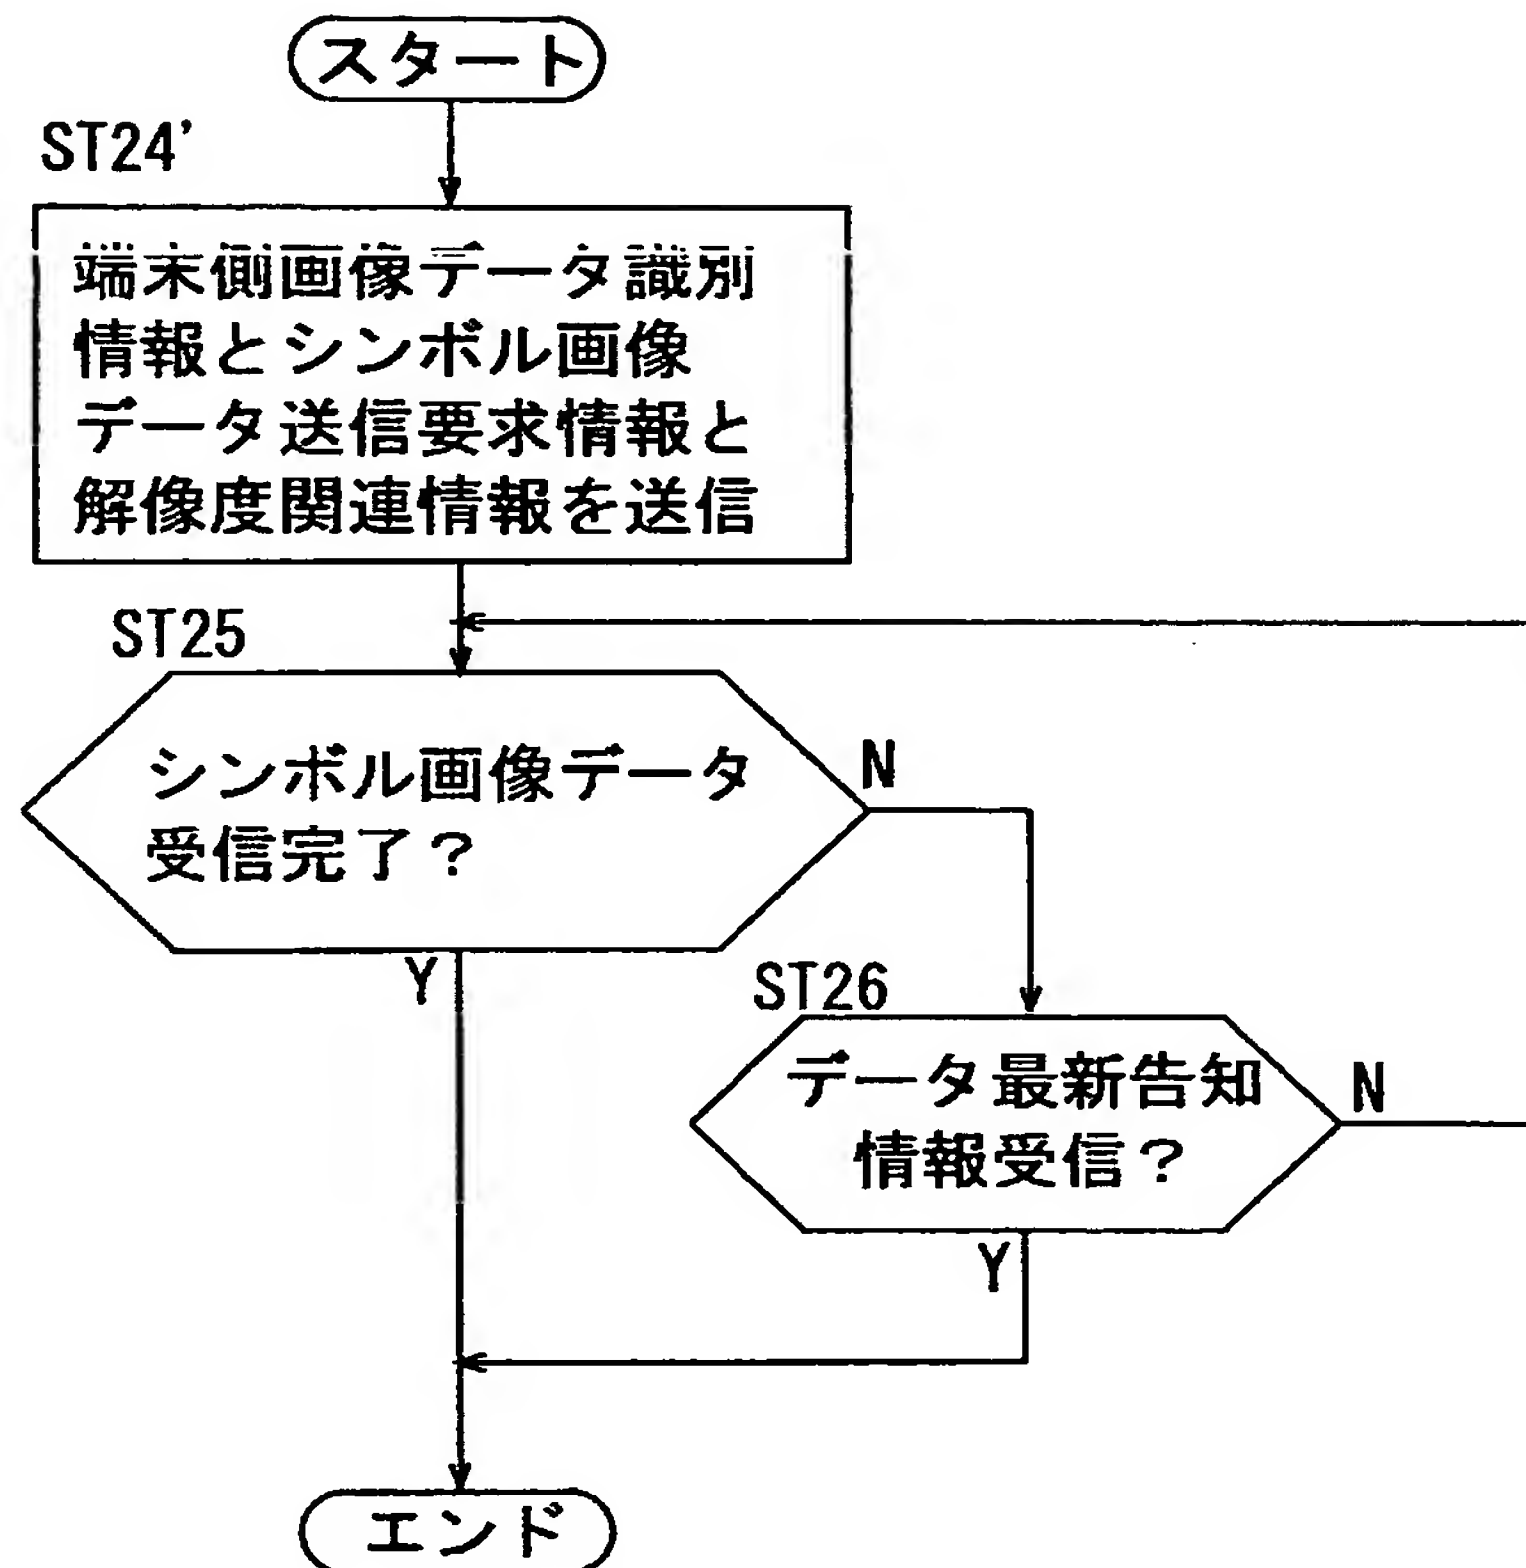 スタート
ST24'
端末側画像データ識別
情報とシンボル画像
データ送信要求情報と
解像度関連情報を送信
ST25
シンボル画像データ
受信完了？
N
Y
ST26
データ最新告知
情報受信？
N
Y
エンド